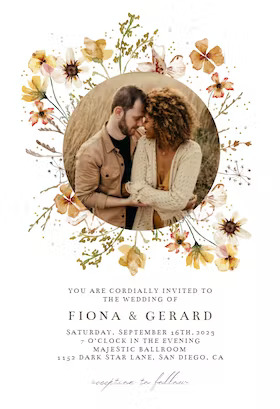 YOU ARE CORDIALLY INVITED TO
THE WEDDING OF
FIONA & GERARD
SATURDAY, SEPTEMBER 16TH, 2023
7 O'CLOCK IN THE EVENING
MAJESTIC BALLROOM
1152 DARK STAR LANE, SAN DIEGO, CA
reception to follow